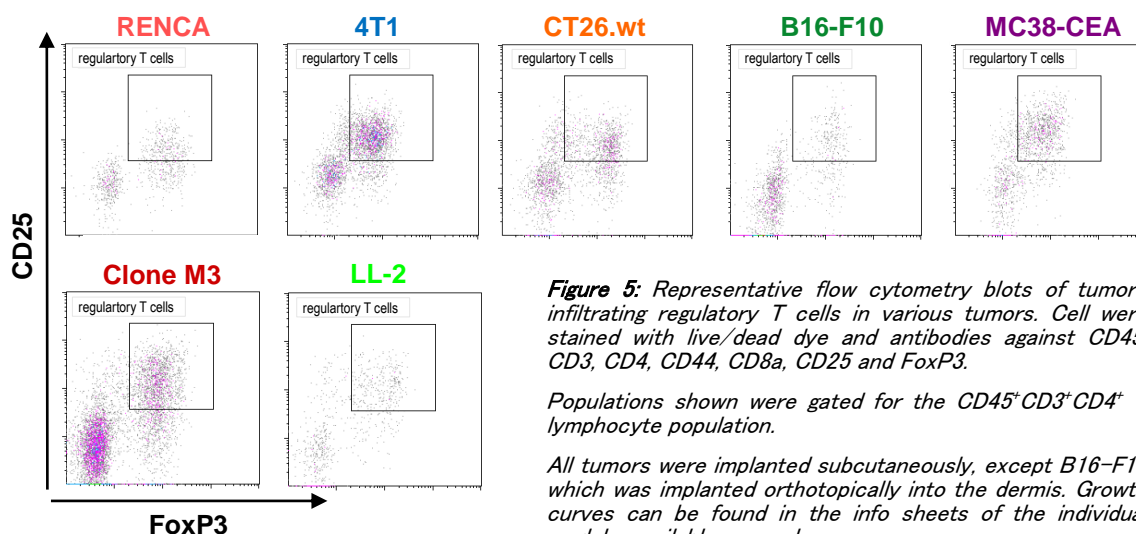 RENCA
4T1
CT26.wt
B16-F10
MC38-CEA
regulartory T cells
regulartory T cells
regulartory T cells
regulartory T cells
regulartory T cells
CD25
Clone M3
LL-2
regulartory T cells
regulartory T cells
FoxP3
Figure 5: Representative flow cytometry blots of tumor
infiltrating regulatory T cells in various tumors. Cell were
stained with live/dead dye and antibodies against CD45
CD3, CD4, CD44, CD8a, CD25 and FoxP3.
Populations shown were gated for the CD45+CD3+CD4+
lymphocyte population.
All tumors were implanted subcutaneously, except B16-F1
which was implanted orthotopically into the dermis. Growt
curves can be found in the info sheets of the individua